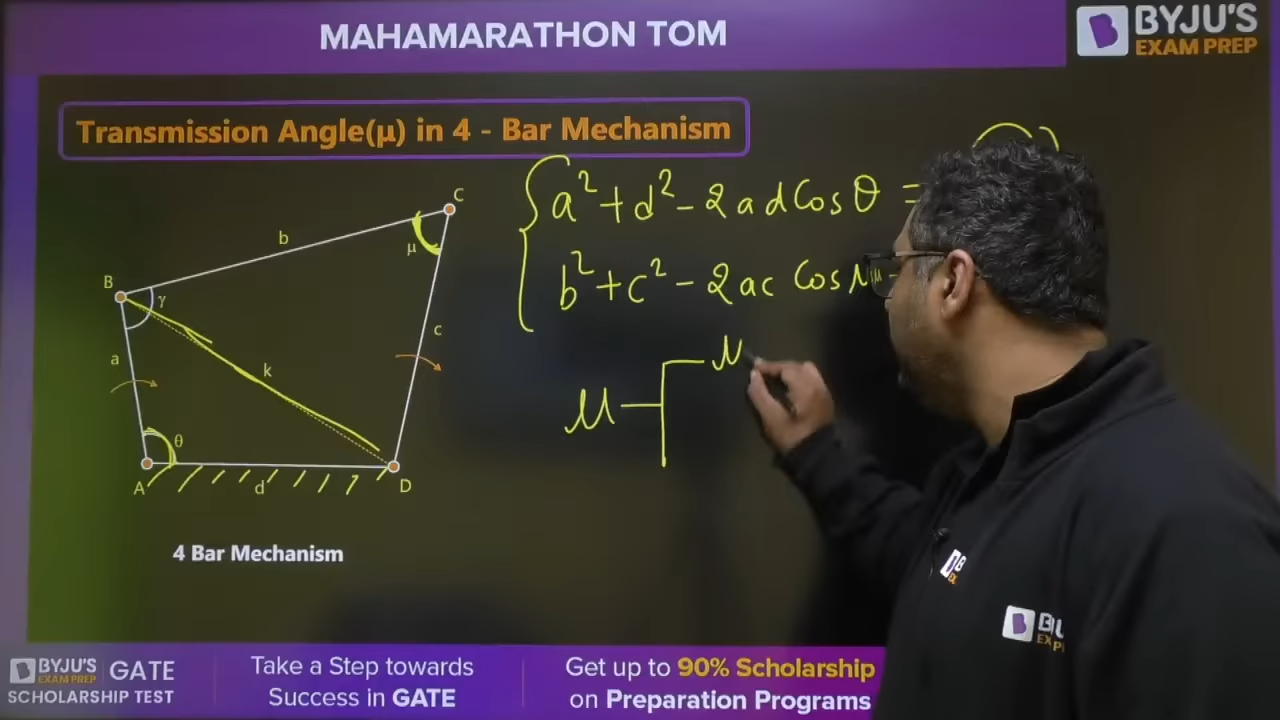 MAHAMARATHON TOM
BYJU'S
EXAM PREP
Transmission Angle(μ) in 4 - Bar Mechanism
a² + d² - 2ad Cos θ =
b² + c² - 2ac Cos μ
C
b
μ
B
γ
a
k
c
θ
A
d
D
μ
μ
4 Bar Mechanism
BYJU'S
EXAM PREP
GATE
SCHOLARSHIP TEST
Take a Step towards
Success in GATE
Get up to 90% Scholarship
on Preparation Programs